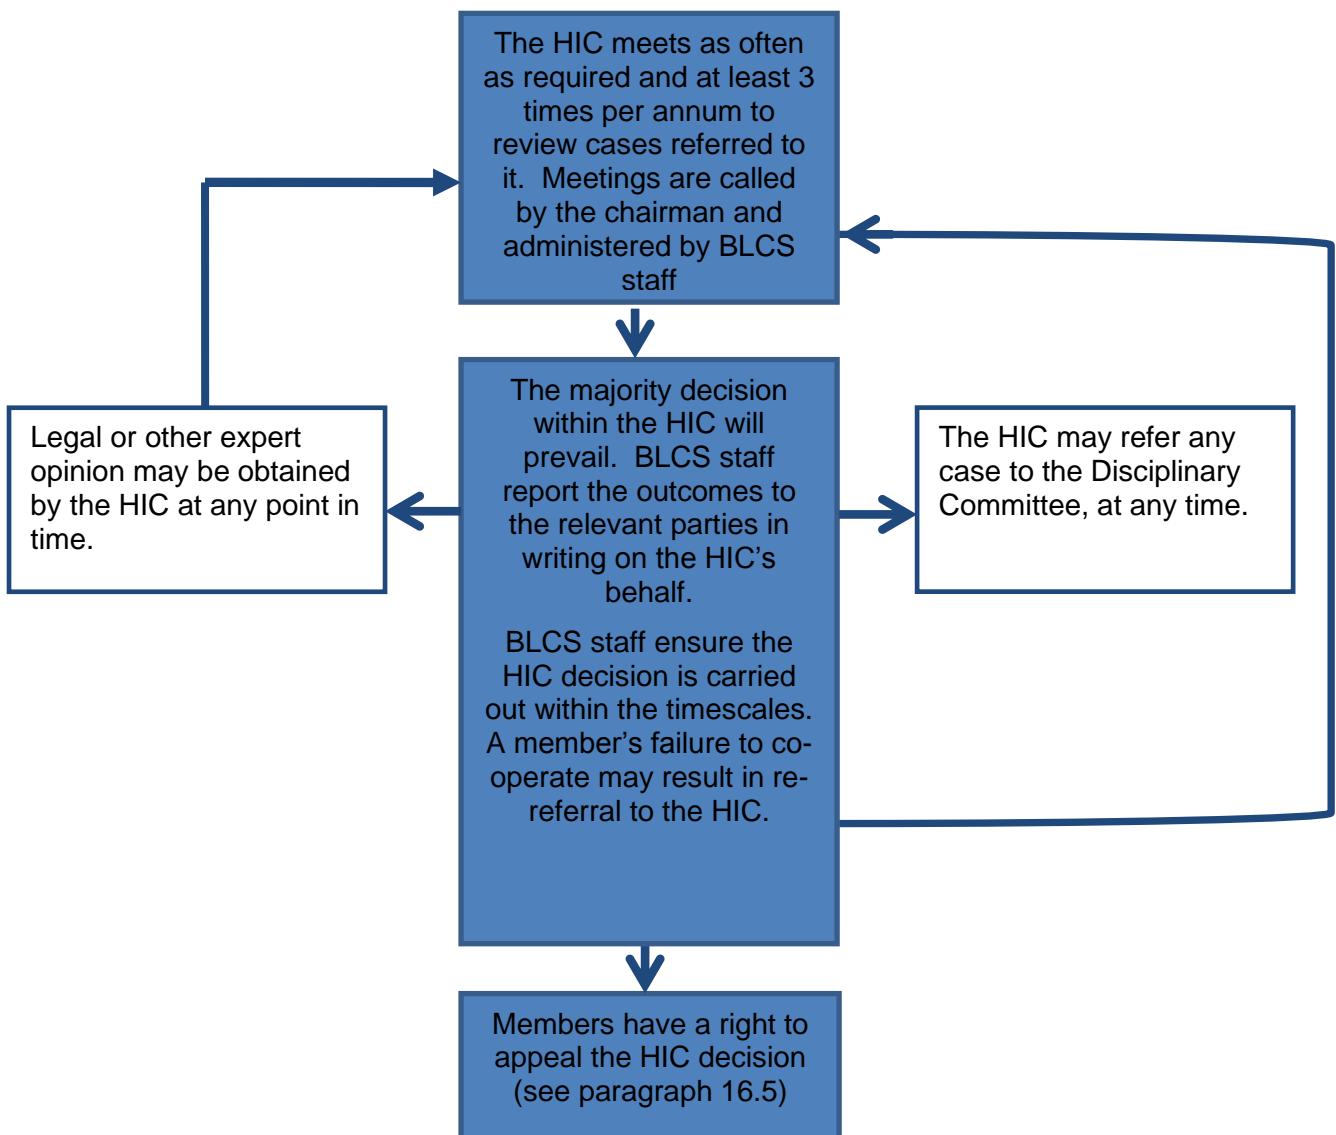 The HIC meets as often
as required and at least 3
times per annum to
review cases referred to
it.  Meetings are called
by the chairman and
administered by BLCS
staff
Legal or other expert
opinion may be obtained
by the HIC at any point in
time.
The majority decision
within the HIC will
prevail.  BLCS staff
report the outcomes to
the relevant parties in
writing on the HIC’s
behalf.
BLCS staff ensure the
HIC decision is carried
out within the timescales.
A member’s failure to co-
operate may result in re-
referral to the HIC.
The HIC may refer any
case to the Disciplinary
Committee, at any time.
Members have a right to
appeal the HIC decision
(see paragraph 16.5)